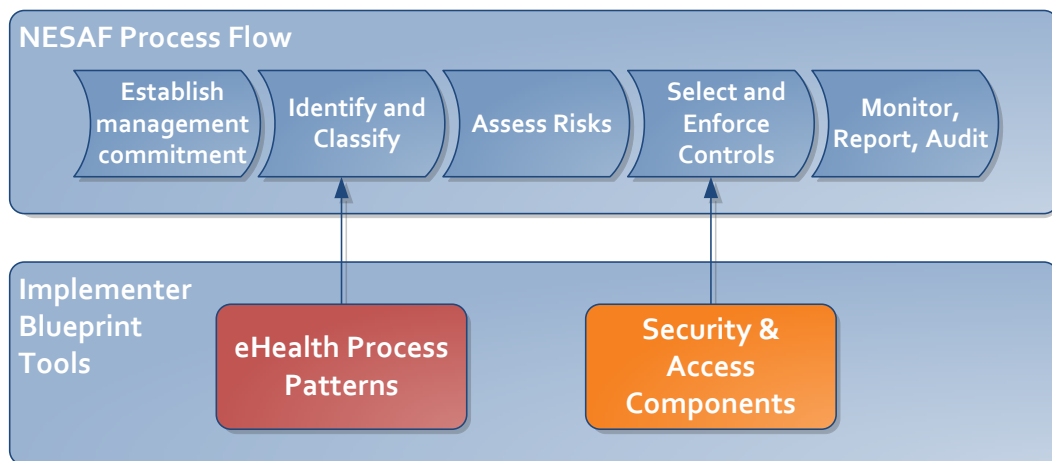 NESAF Process Flow
Establish
management
commitment
Identify and
Classify
Assess Risks
Select and
Enforce
Controls
Monitor,
Report, Audit
Implementer
Blueprint
Tools
eHealth Process
Patterns
Security &
Access
Components